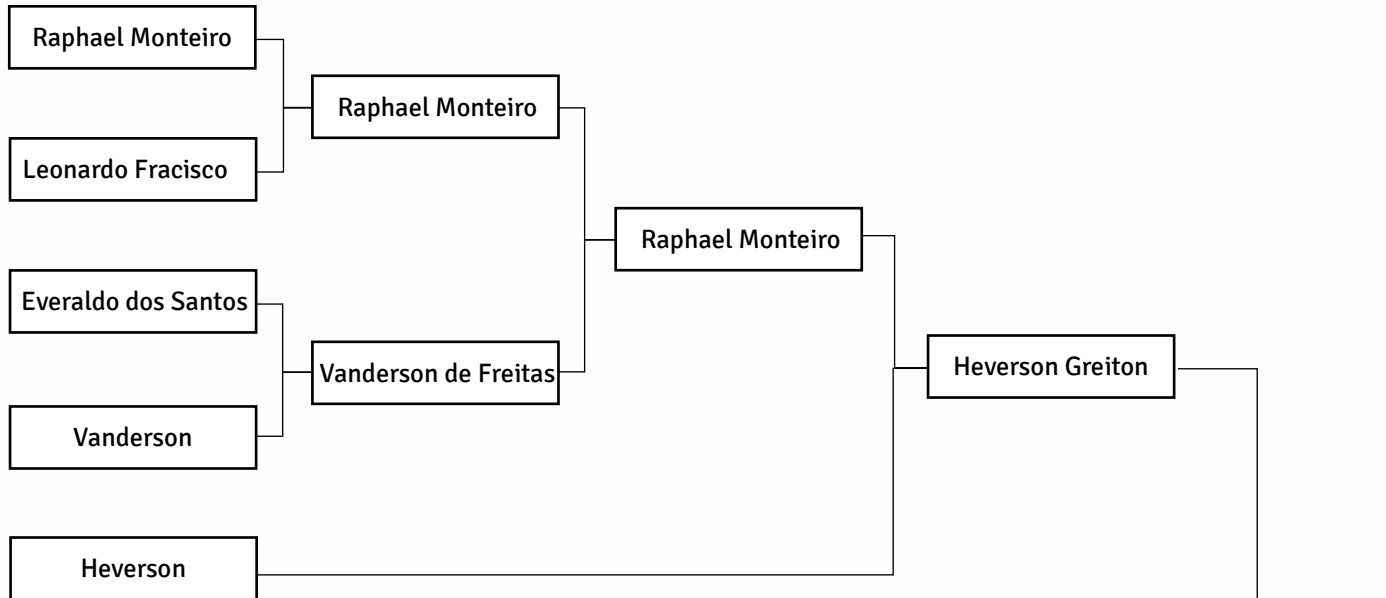 Raphael Monteiro
Raphael Monteiro
Leonardo Fracisco
Raphael Monteiro
Everaldo dos Santos
Heverson Greiton
Vanderson de Freitas
Vanderson
Heverson